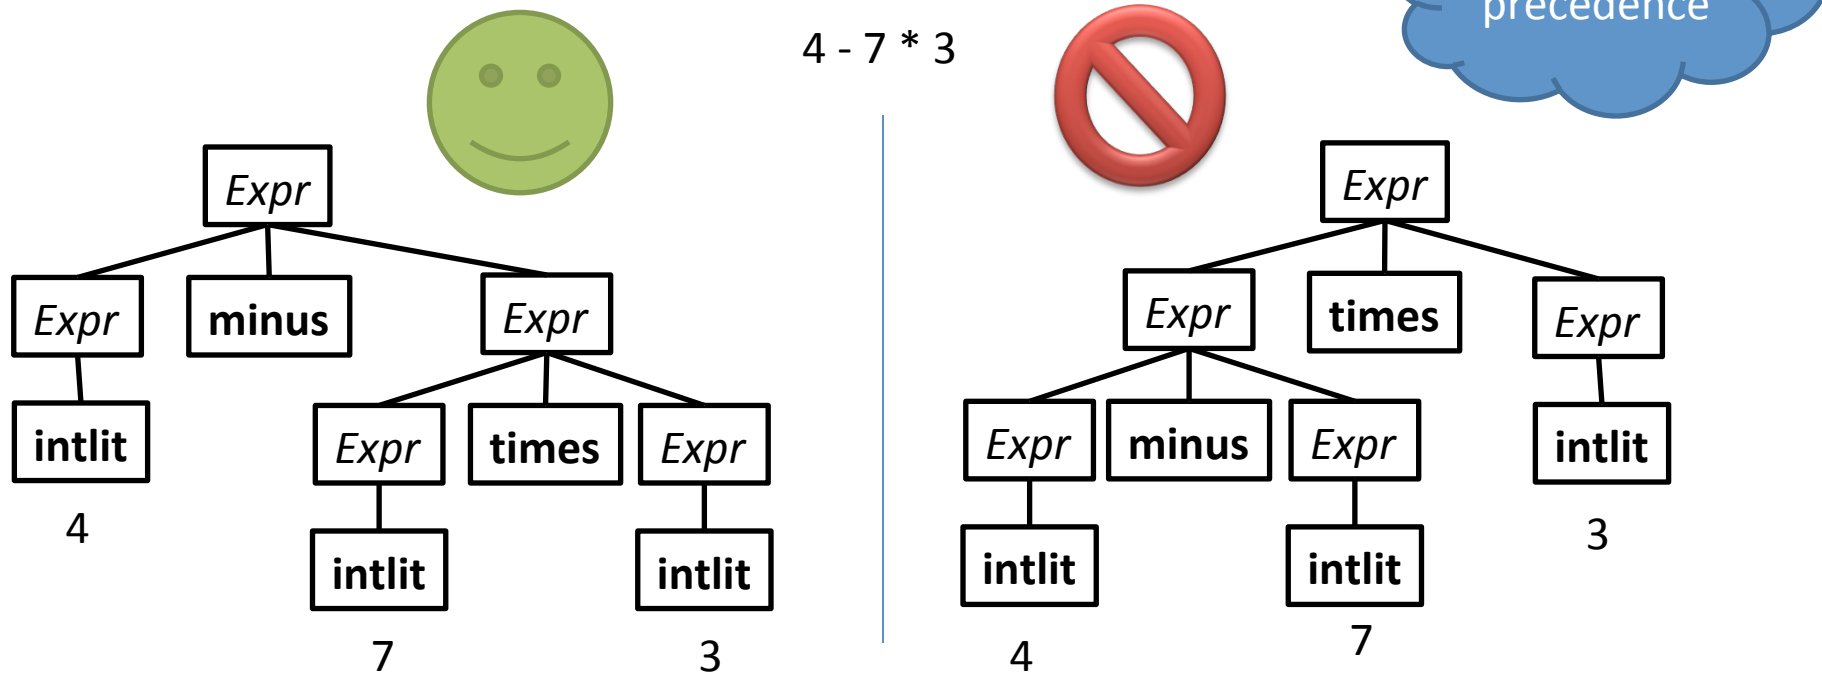 precedence
4 - 7 * 3
Expr
Expr minus Expr
intlit
4
Expr times Expr
intlit intlit
7 3
Expr
Expr times Expr
Expr minus Expr
intlit
3
intlit intlit
4 7